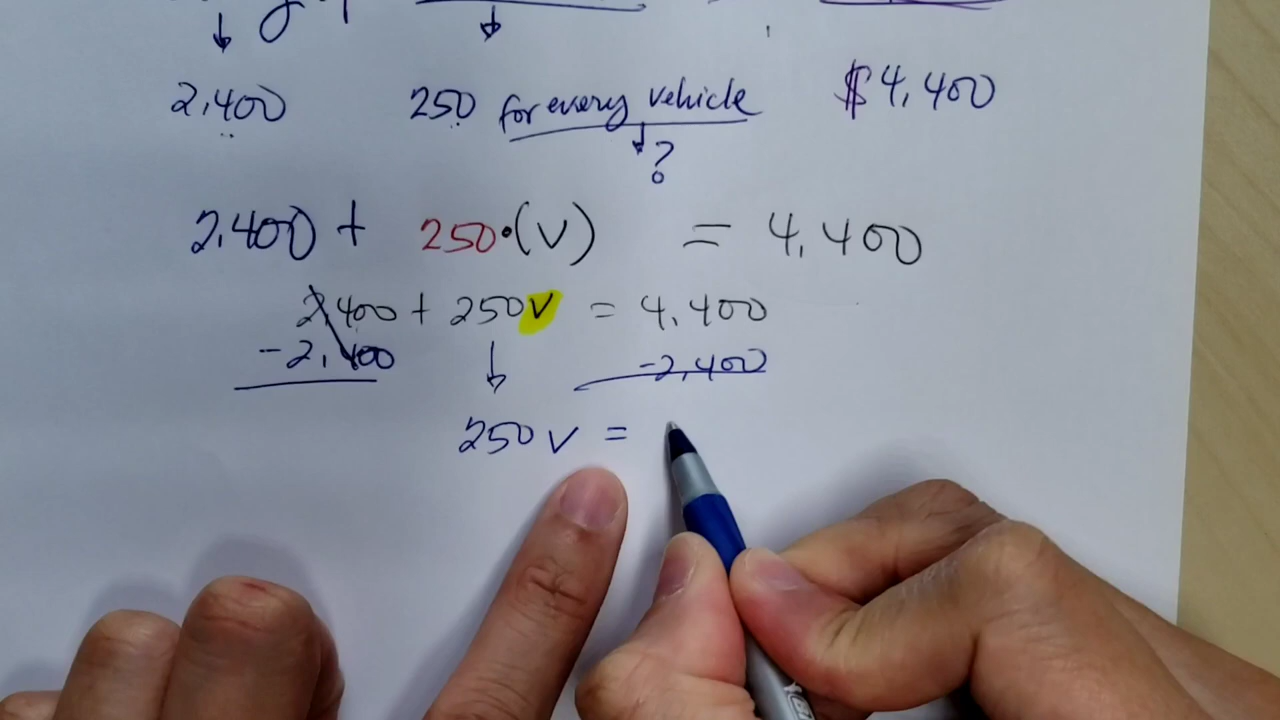 2,400 250 for every vehicle $4,400
?
2,400 + 250•(V) = 4,400
2,400 + 250V = 4,400
-2,400 -2,400
250V =